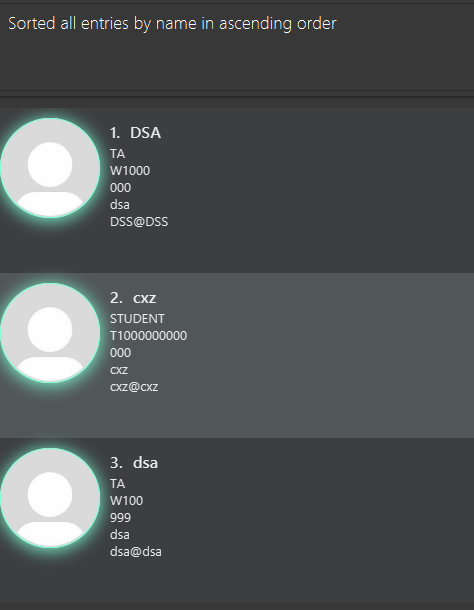 Sorted all entries by name in ascending order
1. DSA
TA
W1000
000
dsa
DSS@DSS
2. cxz
STUDENT
T1000000000
000
cxz
cxz@cxz
3. dsa
TA
W100
999
dsa
dsa@dsa